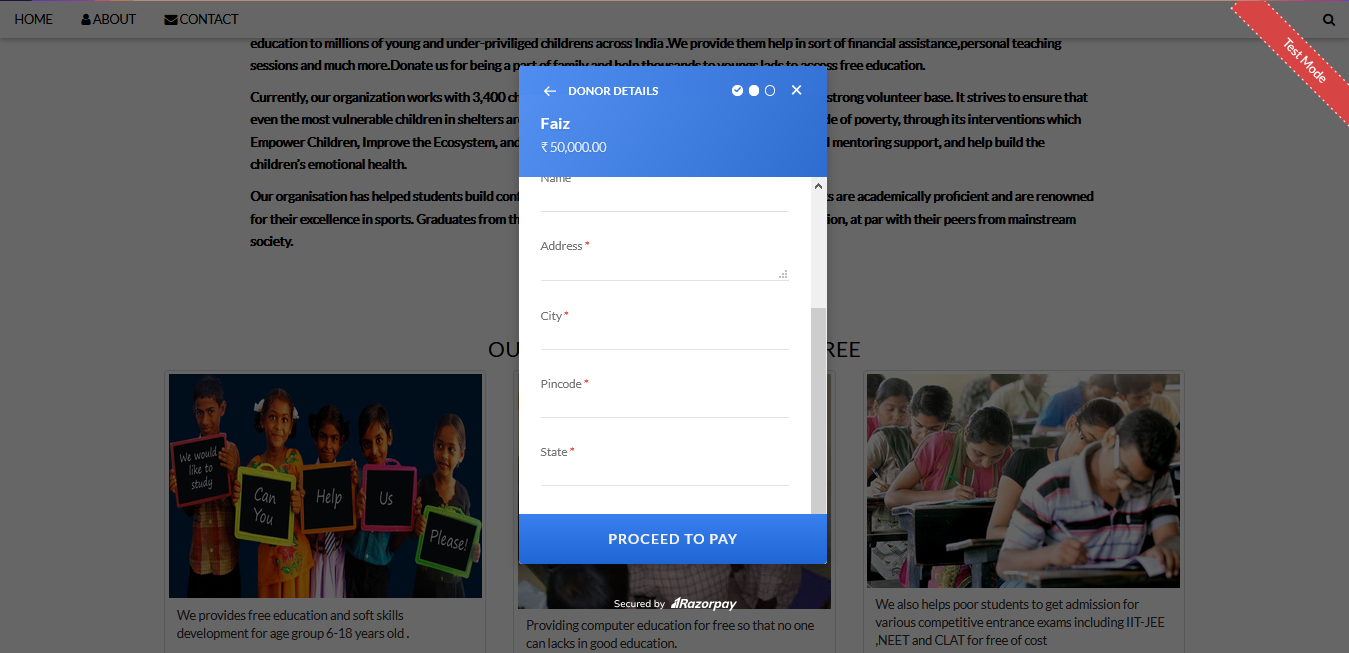 HOME ABOUT CONTACT
Test Mode
education to millions of young and under-priviliged childrens across India .We provide them help in sort of financial assistance,personal teaching
sessions and much more.Donate us for being a part of family and help thousands to youngs lads to access free education.
Currently, our organization works with 3,400 ch
strong volunteer base. It strives to ensure that
even the most vulnerable children in shelters ar
de of poverty, through its interventions which
Empower Children, Improve the Ecosystem, and
l mentoring support, and help build the
children's emotional health.
Our organisation has helped students build con
s are academically proficient and are renowned
for their excellence in sports. Graduates from th
ion, at par with their peers from mainstream
society.
DONOR DETAILS
Faiz
₹ 50,000.00
Name
Address *
City *
Pincode *
State *
PROCEED TO PAY
Secured by Razorpay
OU
REE
We would
like to
study
Can
You
Help
Us
Please!
We provides free education and soft skills
development for age group 6-18 years old .
Providing computer education for free so that no one
can lacks in good education.
We also helps poor students to get admission for
various competitive entrance exams including IIT-JEE
,NEET and CLAT for free of cost